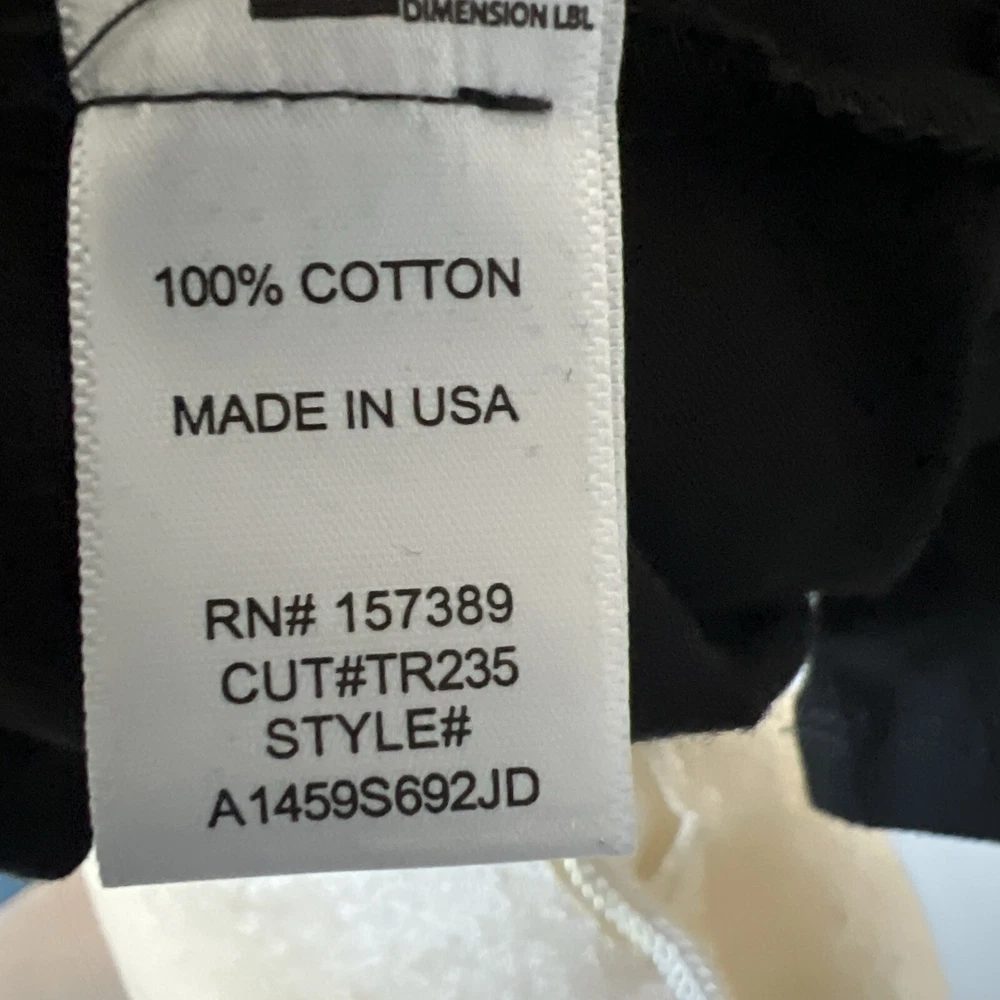 DIMENSION LBL
100% COTTON
MADE IN USA
RN# 157389
CUT#TR235
STYLE#
A1459S692JD